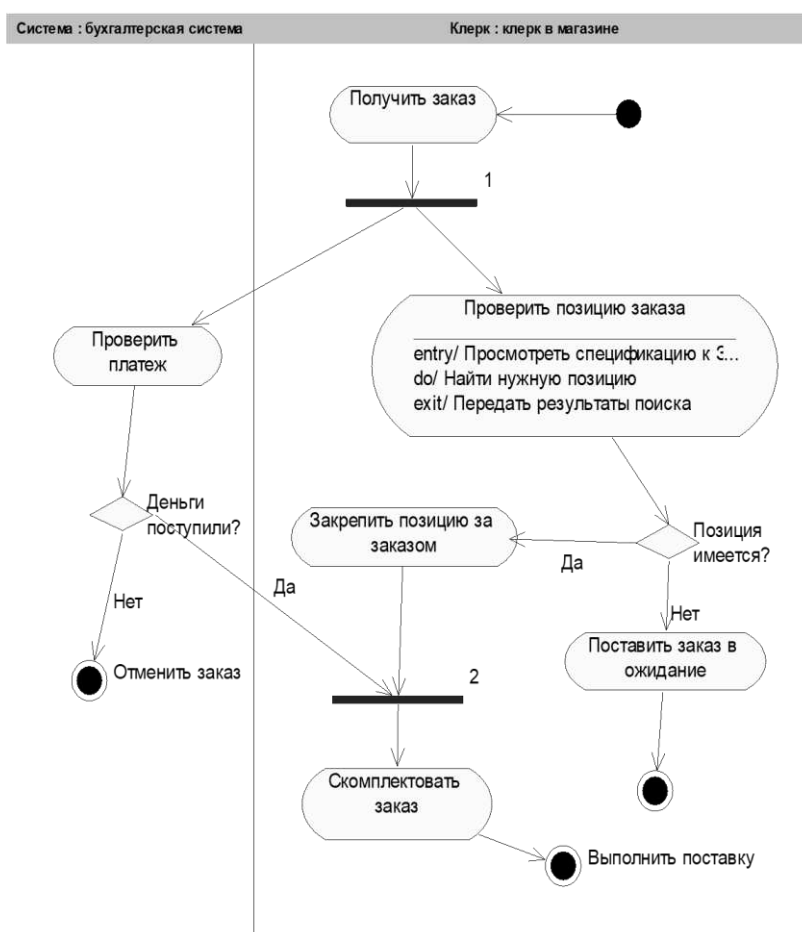 Система : бухгалтерская система
Клерк : клерк в магазине
Получить заказ
1
Проверить
платеж
Проверить позицию заказа
entry/ Просмотреть спецификацию к З...
do/ Найти нужную позицию
exit/ Передать результаты поиска
Деньги
поступили?
Закрепить позицию за
заказом
Позиция
имеется?
Да
Да
Нет
Нет
Отменить заказ
2
Поставить заказ в
ожидание
Скомплектовать
заказ
Выполнить поставку